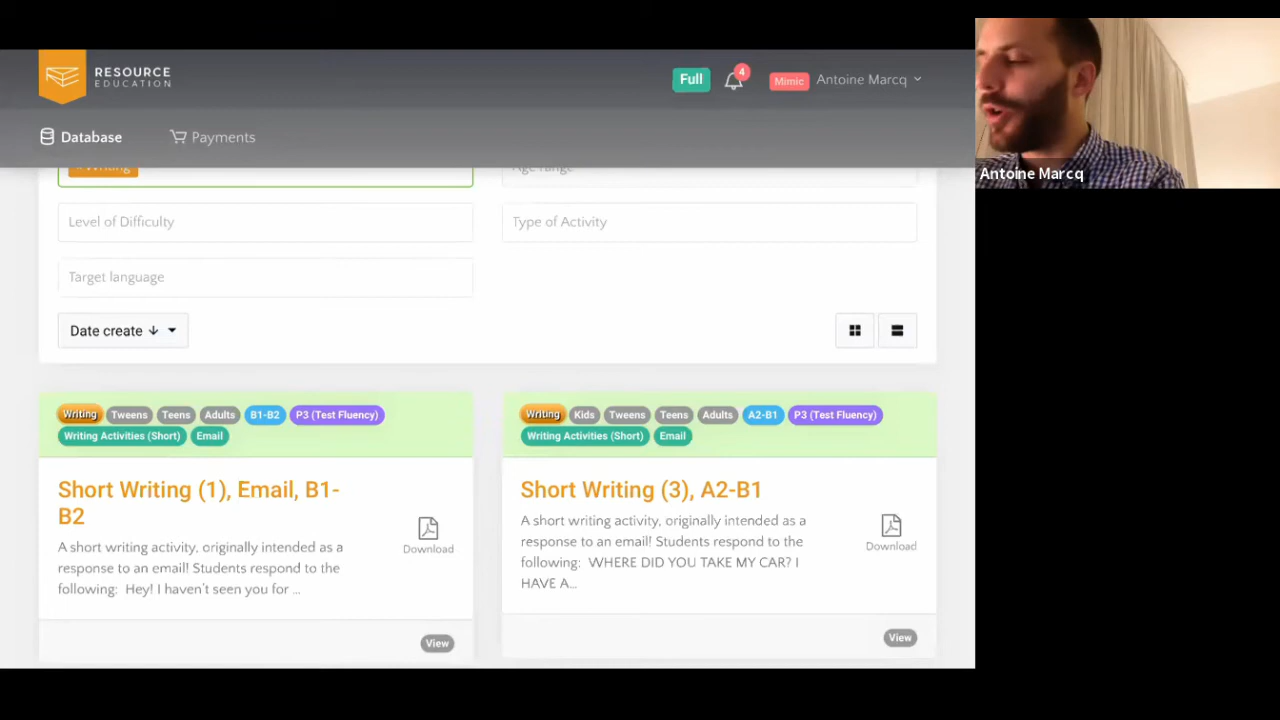 RESOURCE
EDUCATION
Full
4
Mimic
Antoine Marcq
Database
Payments
× Writing
Age range
Level of Difficulty
Type of Activity
Target language
Date create ↓
Writing Tweens Teens Adults B1-B2 P3 (Test Fluency)
Writing Activities (Short) Email
Short Writing (1), Email, B1-
B2
A short writing activity, originally intended as a
response to an email! Students respond to the
following: Hey! I haven't seen you for ...
Download
View
Writing Kids Tweens Teens Adults A2-B1 P3 (Test Fluency)
Writing Activities (Short) Email
Short Writing (3), A2-B1
A short writing activity, originally intended as a
response to an email! Students respond to the
following: WHERE DID YOU TAKE MY CAR? I
HAVE A...
Download
View
Antoine Marcq